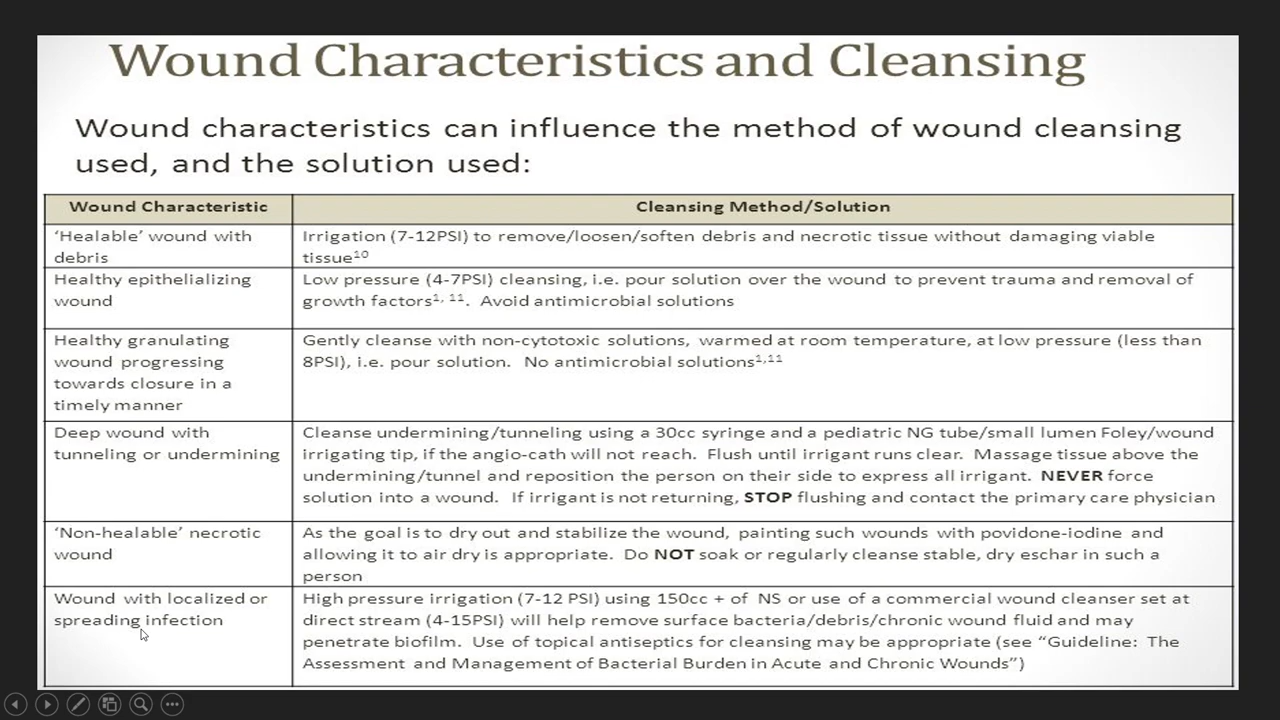 Wound Characteristics and Cleansing
Wound characteristics can influence the method of wound cleansing
used, and the solution used:
Wound Characteristic
Cleansing Method/Solution
‘Healable’ wound with
debris
Irrigation (7-12PSI) to remove/loosen/soften debris and necrotic tissue without damaging viable
tissue10
Healthy epithelializing
wound
Low pressure (4-7PSI) cleansing, i.e. pour solution over the wound to prevent trauma and removal of
growth factors1, 11. Avoid antimicrobial solutions
Healthy granulating
wound progressing
towards closure in a
timely manner
Gently cleanse with non-cytotoxic solutions, warmed at room temperature, at low pressure (less than
8PSI), i.e. pour solution. No antimicrobial solutions1,11
Deep wound with
tunneling or undermining
Cleanse undermining/tunneling using a 30cc syringe and a pediatric NG tube/small lumen Foley/wound
irrigating tip, if the angio-cath will not reach. Flush until irrigant runs clear. Massage tissue above the
undermining/tunnel and reposition the person on their side to express all irrigant. NEVER force
solution into a wound. If irrigant is not returning, STOP flushing and contact the primary care physician
‘Non-healable’ necrotic
wound
As the goal is to dry out and stabilize the wound, painting such wounds with povidone-iodine and
allowing it to air dry is appropriate. Do NOT soak or regularly cleanse stable, dry eschar in such a
person
Wound with localized or
spreading infection
High pressure irrigation (7-12 PSI) using 150cc + of NS or use of a commercial wound cleanser set at
direct stream (4-15PSI) will help remove surface bacteria/debris/chronic wound fluid and may
penetrate biofilm. Use of topical antiseptics for cleansing may be appropriate (see “Guideline: The
Assessment and Management of Bacterial Burden in Acute and Chronic Wounds”)